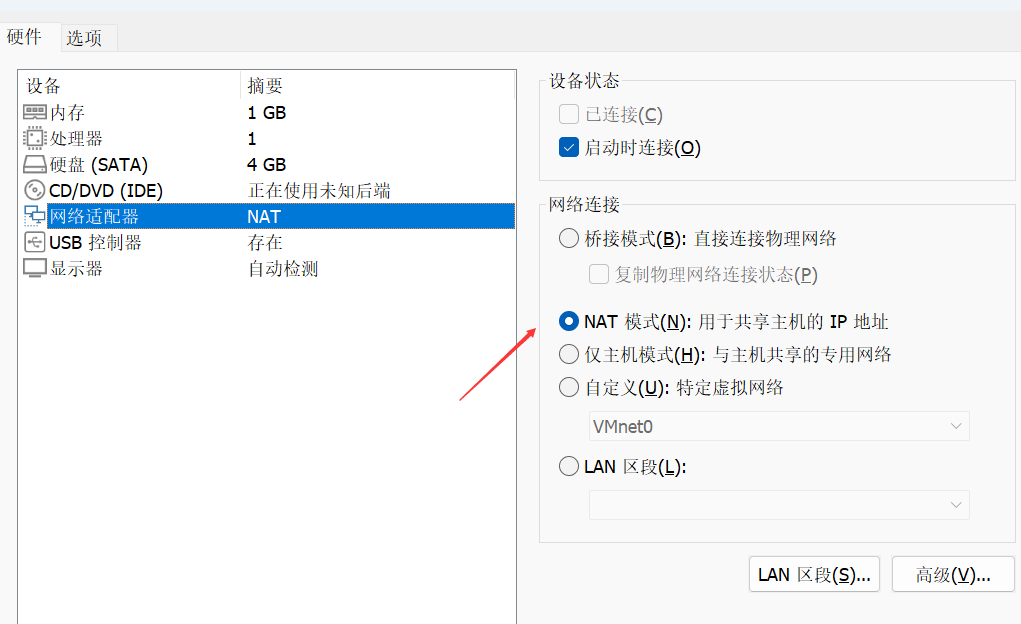 硬件 选项
设备 摘要
内存 1 GB
处理器 1
硬盘 (SATA) 4 GB
CD/DVD (IDE) 正在使用未知后端
网络适配器 NAT
USB 控制器 存在
显示器 自动检测
设备状态
已连接(C)
启动时连接(O)
网络连接
桥接模式(B): 直接连接物理网络
复制物理网络连接状态(P)
NAT 模式(N): 用于共享主机的 IP 地址
仅主机模式(H): 与主机共享的专用网络
自定义(U): 特定虚拟网络
VMnet0
LAN 区段(L):
LAN 区段(S)... 高级(V)...